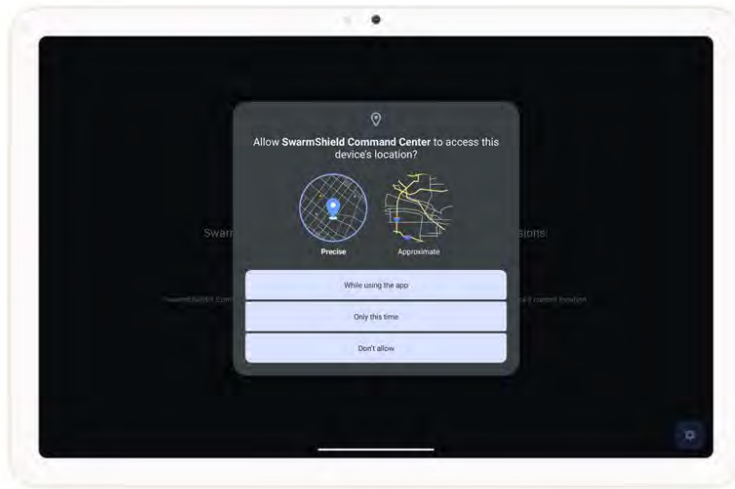 Allow SwarmShield Command Center to access this
device's location?
Precise
Approximate
While using the app
Only this time
Don't allow